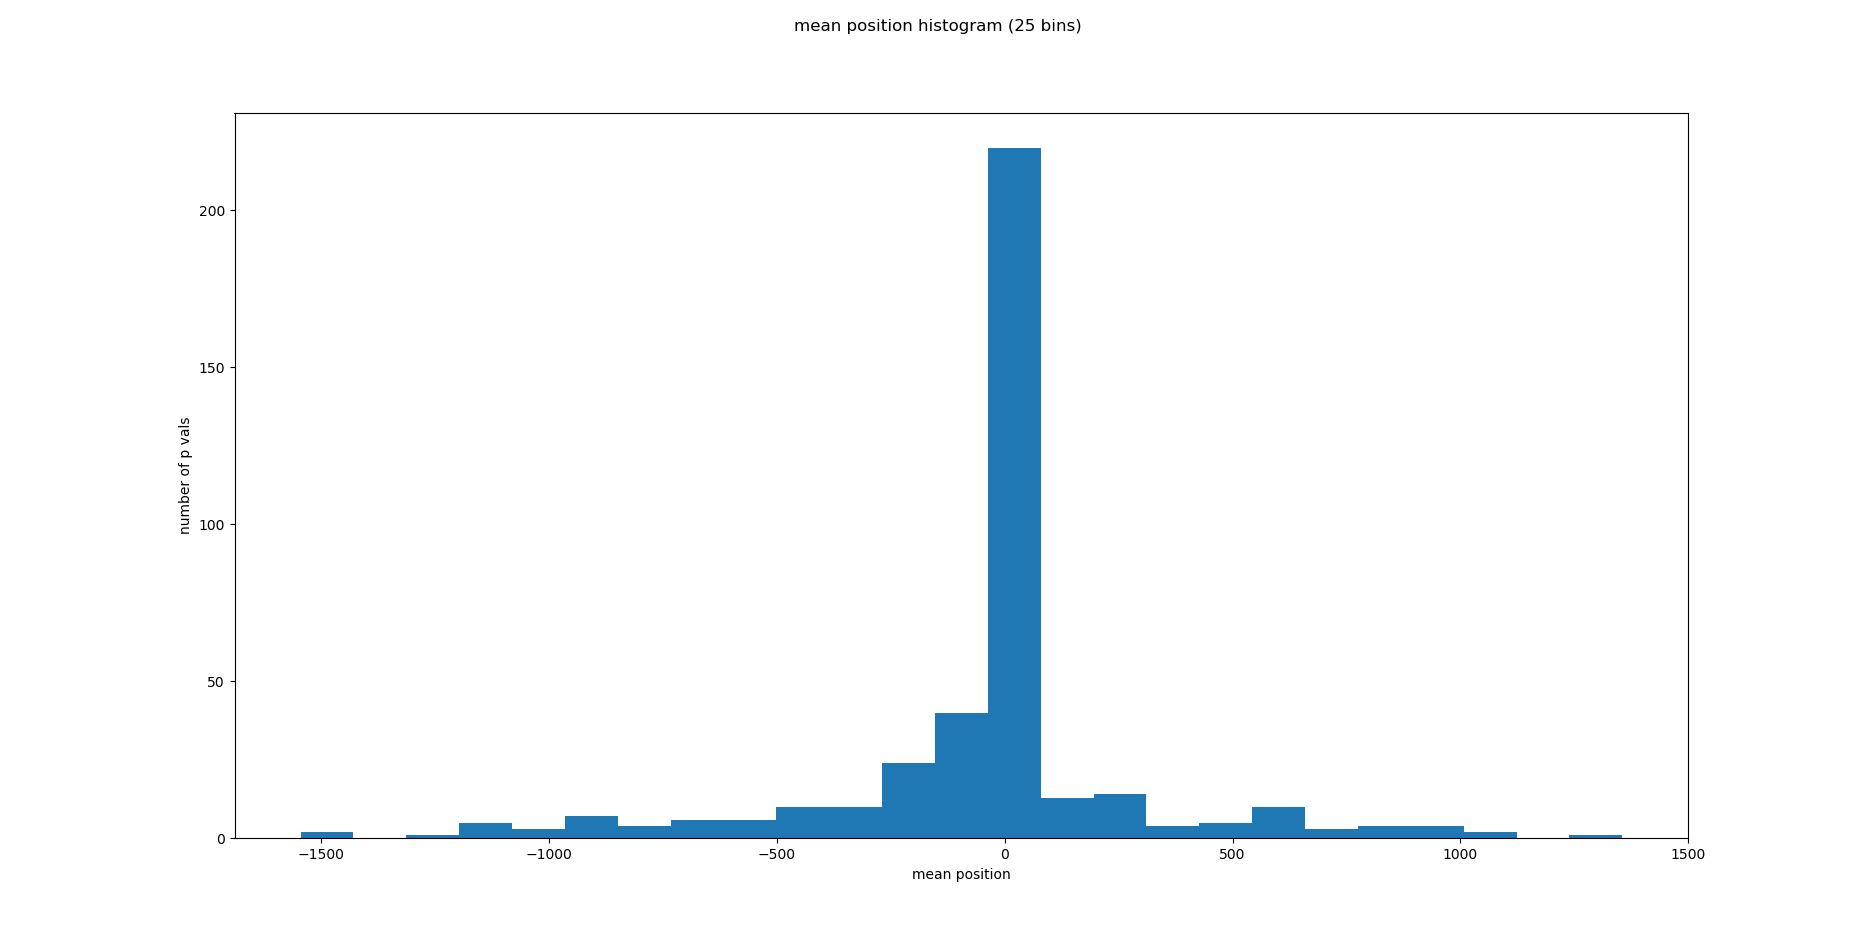 mean position histogram (25 bins)
number of p vals
200
150
100
50
0
−1500 −1000 −500 0 500 1000 1500
mean position